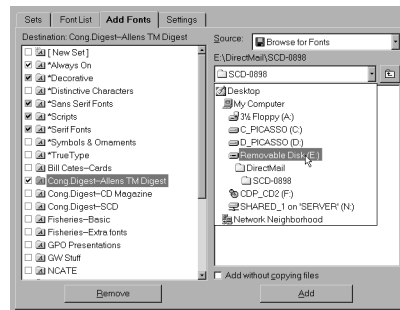 Sets Font List Add Fonts Settings
Destination: Cong.Digest–Allens TM Digest
[ New Set ]
*Always On
*Decorative
*Distinctive Characters
*Sans Serif Fonts
*Scripts
*Serif Fonts
*Symbols & Ornaments
*TrueType
Bill Cates–Cards
Cong.Digest–Allens TM Digest
Cong.Digest–CD Magazine
Cong.Digest–SCD
Fisheries–Basic
Fisheries–Extra fonts
GPO Presentations
GW Stuff
NCATE
Remove
Source: Browse for Fonts
E:\DirectMail\SCD-0898
SCD-0898
Desktop
My Computer
3½ Floppy (A:)
C_PICASSO (C:)
D_PICASSO (D:)
Removable Disk (E:)
DirectMail
SCD-0898
CDP_CD2 (F:)
SHARED_1 on 'SERVER' (N:)
Network Neighborhood
Add without copying files
Add